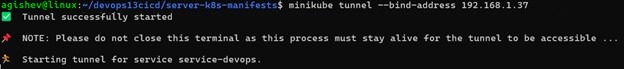 agishev@linux:~/devops13cicd/server-k8s-manifests$ minikube tunnel --bind-address 192.168.1.37
✅ Tunnel successfully started
📌 NOTE: Please do not close this terminal as this process must stay alive for the tunnel to be accessible ...
🏃 Starting tunnel for service service-devops.